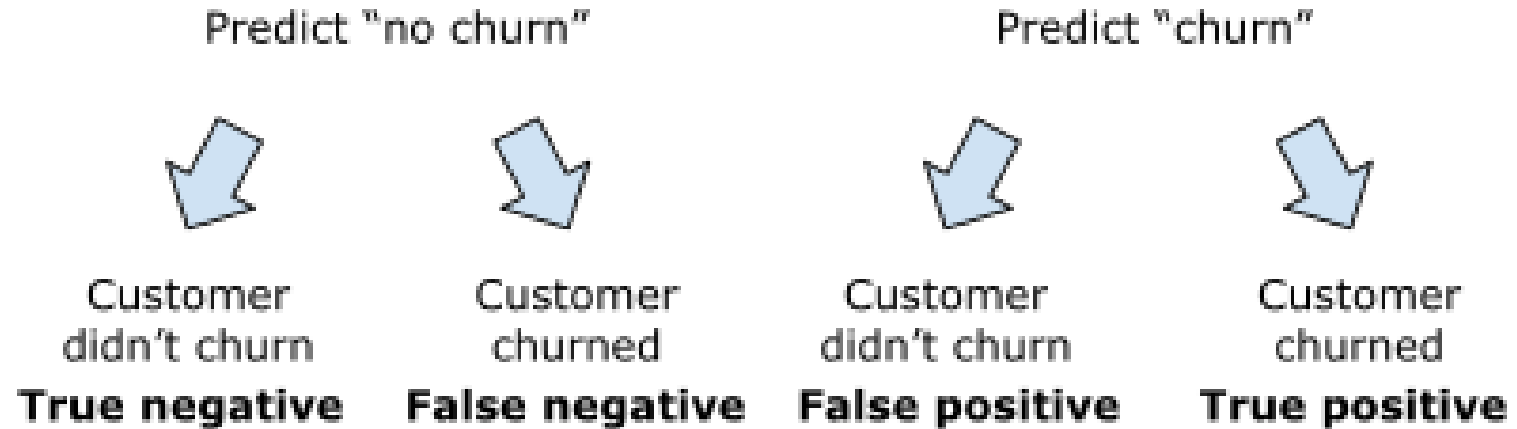 Predict “no churn”
Predict “churn”
Customer
didn’t churn
True negative
Customer
churned
False negative
Customer
didn’t churn
False positive
Customer
churned
True positive